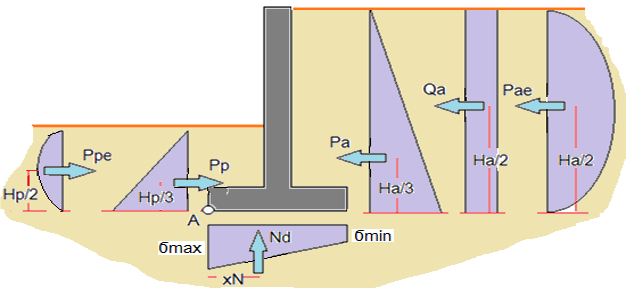 Qa
Pae
Ppe
Pa
Pp
Ha/2
Ha/2
Hp/2
Hp/3
Ha/3
A
бmax
Nd
бmin
xN